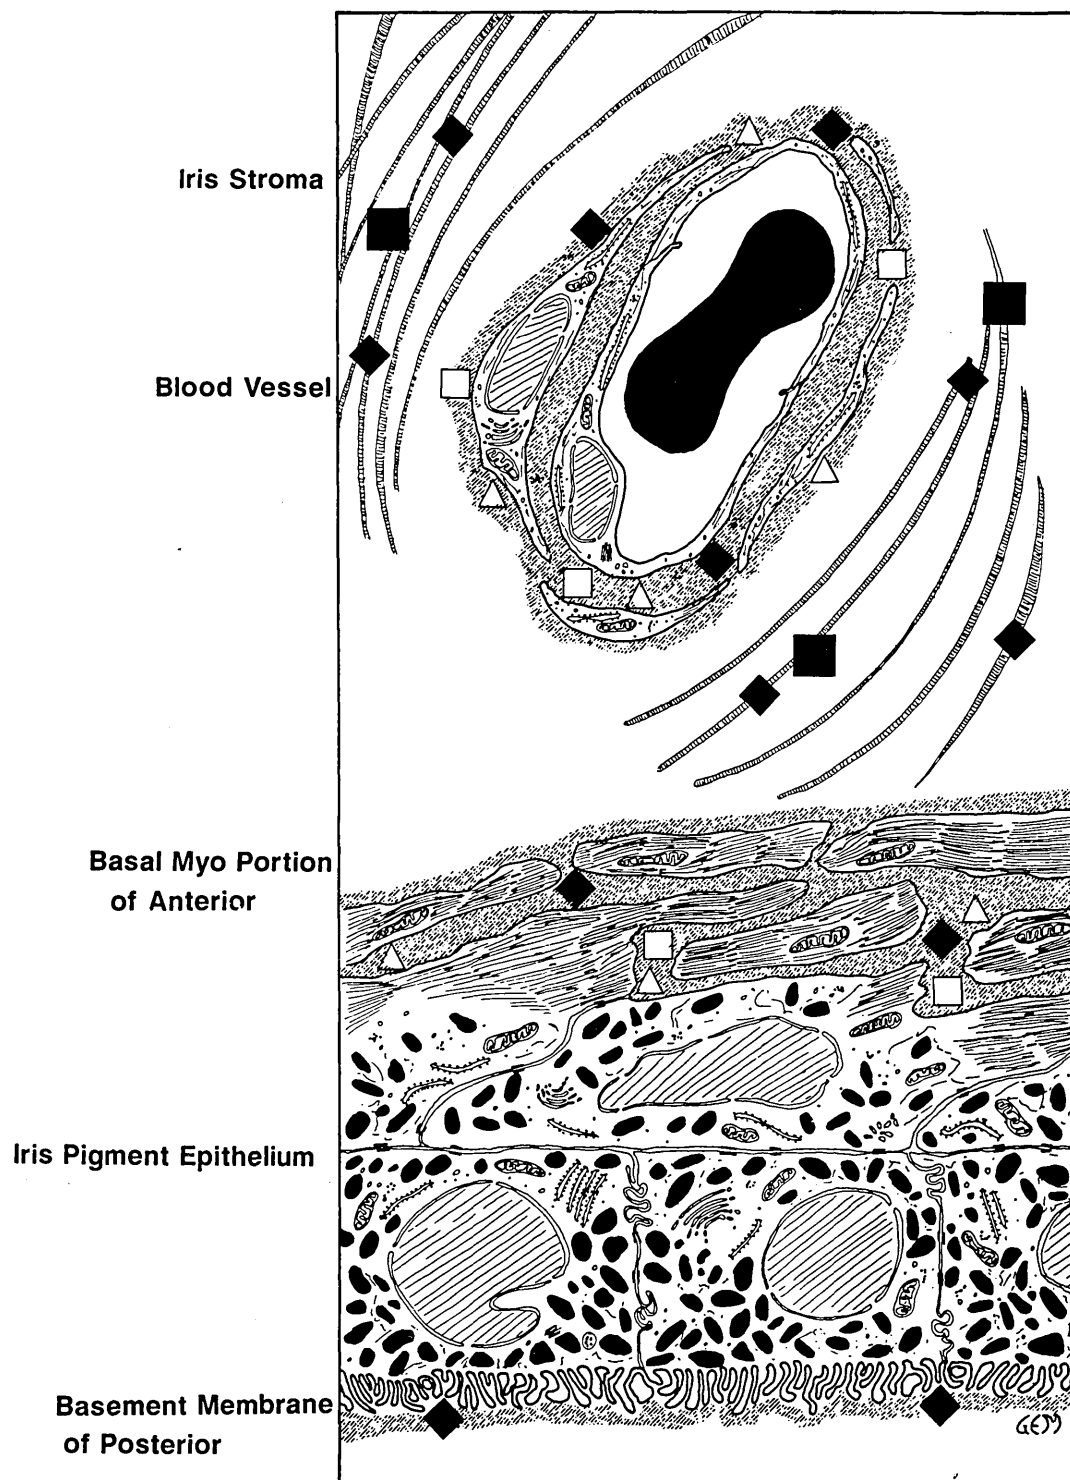 Iris Stroma
Blood Vessel
Basal Myo Portion
of Anterior
Iris Pigment Epithelium
Basement Membrane
of Posterior